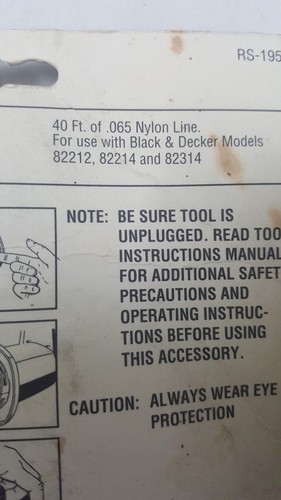 RS-195
40 Ft. of .065 Nylon Line.
For use with Black & Decker Models
82212, 82214 and 82314
NOTE: BE SURE TOOL IS
UNPLUGGED. READ TOO
INSTRUCTIONS MANUAL
FOR ADDITIONAL SAFET
PRECAUTIONS AND
OPERATING INSTRUC-
TIONS BEFORE USING
THIS ACCESSORY.
CAUTION: ALWAYS WEAR EYE
PROTECTION